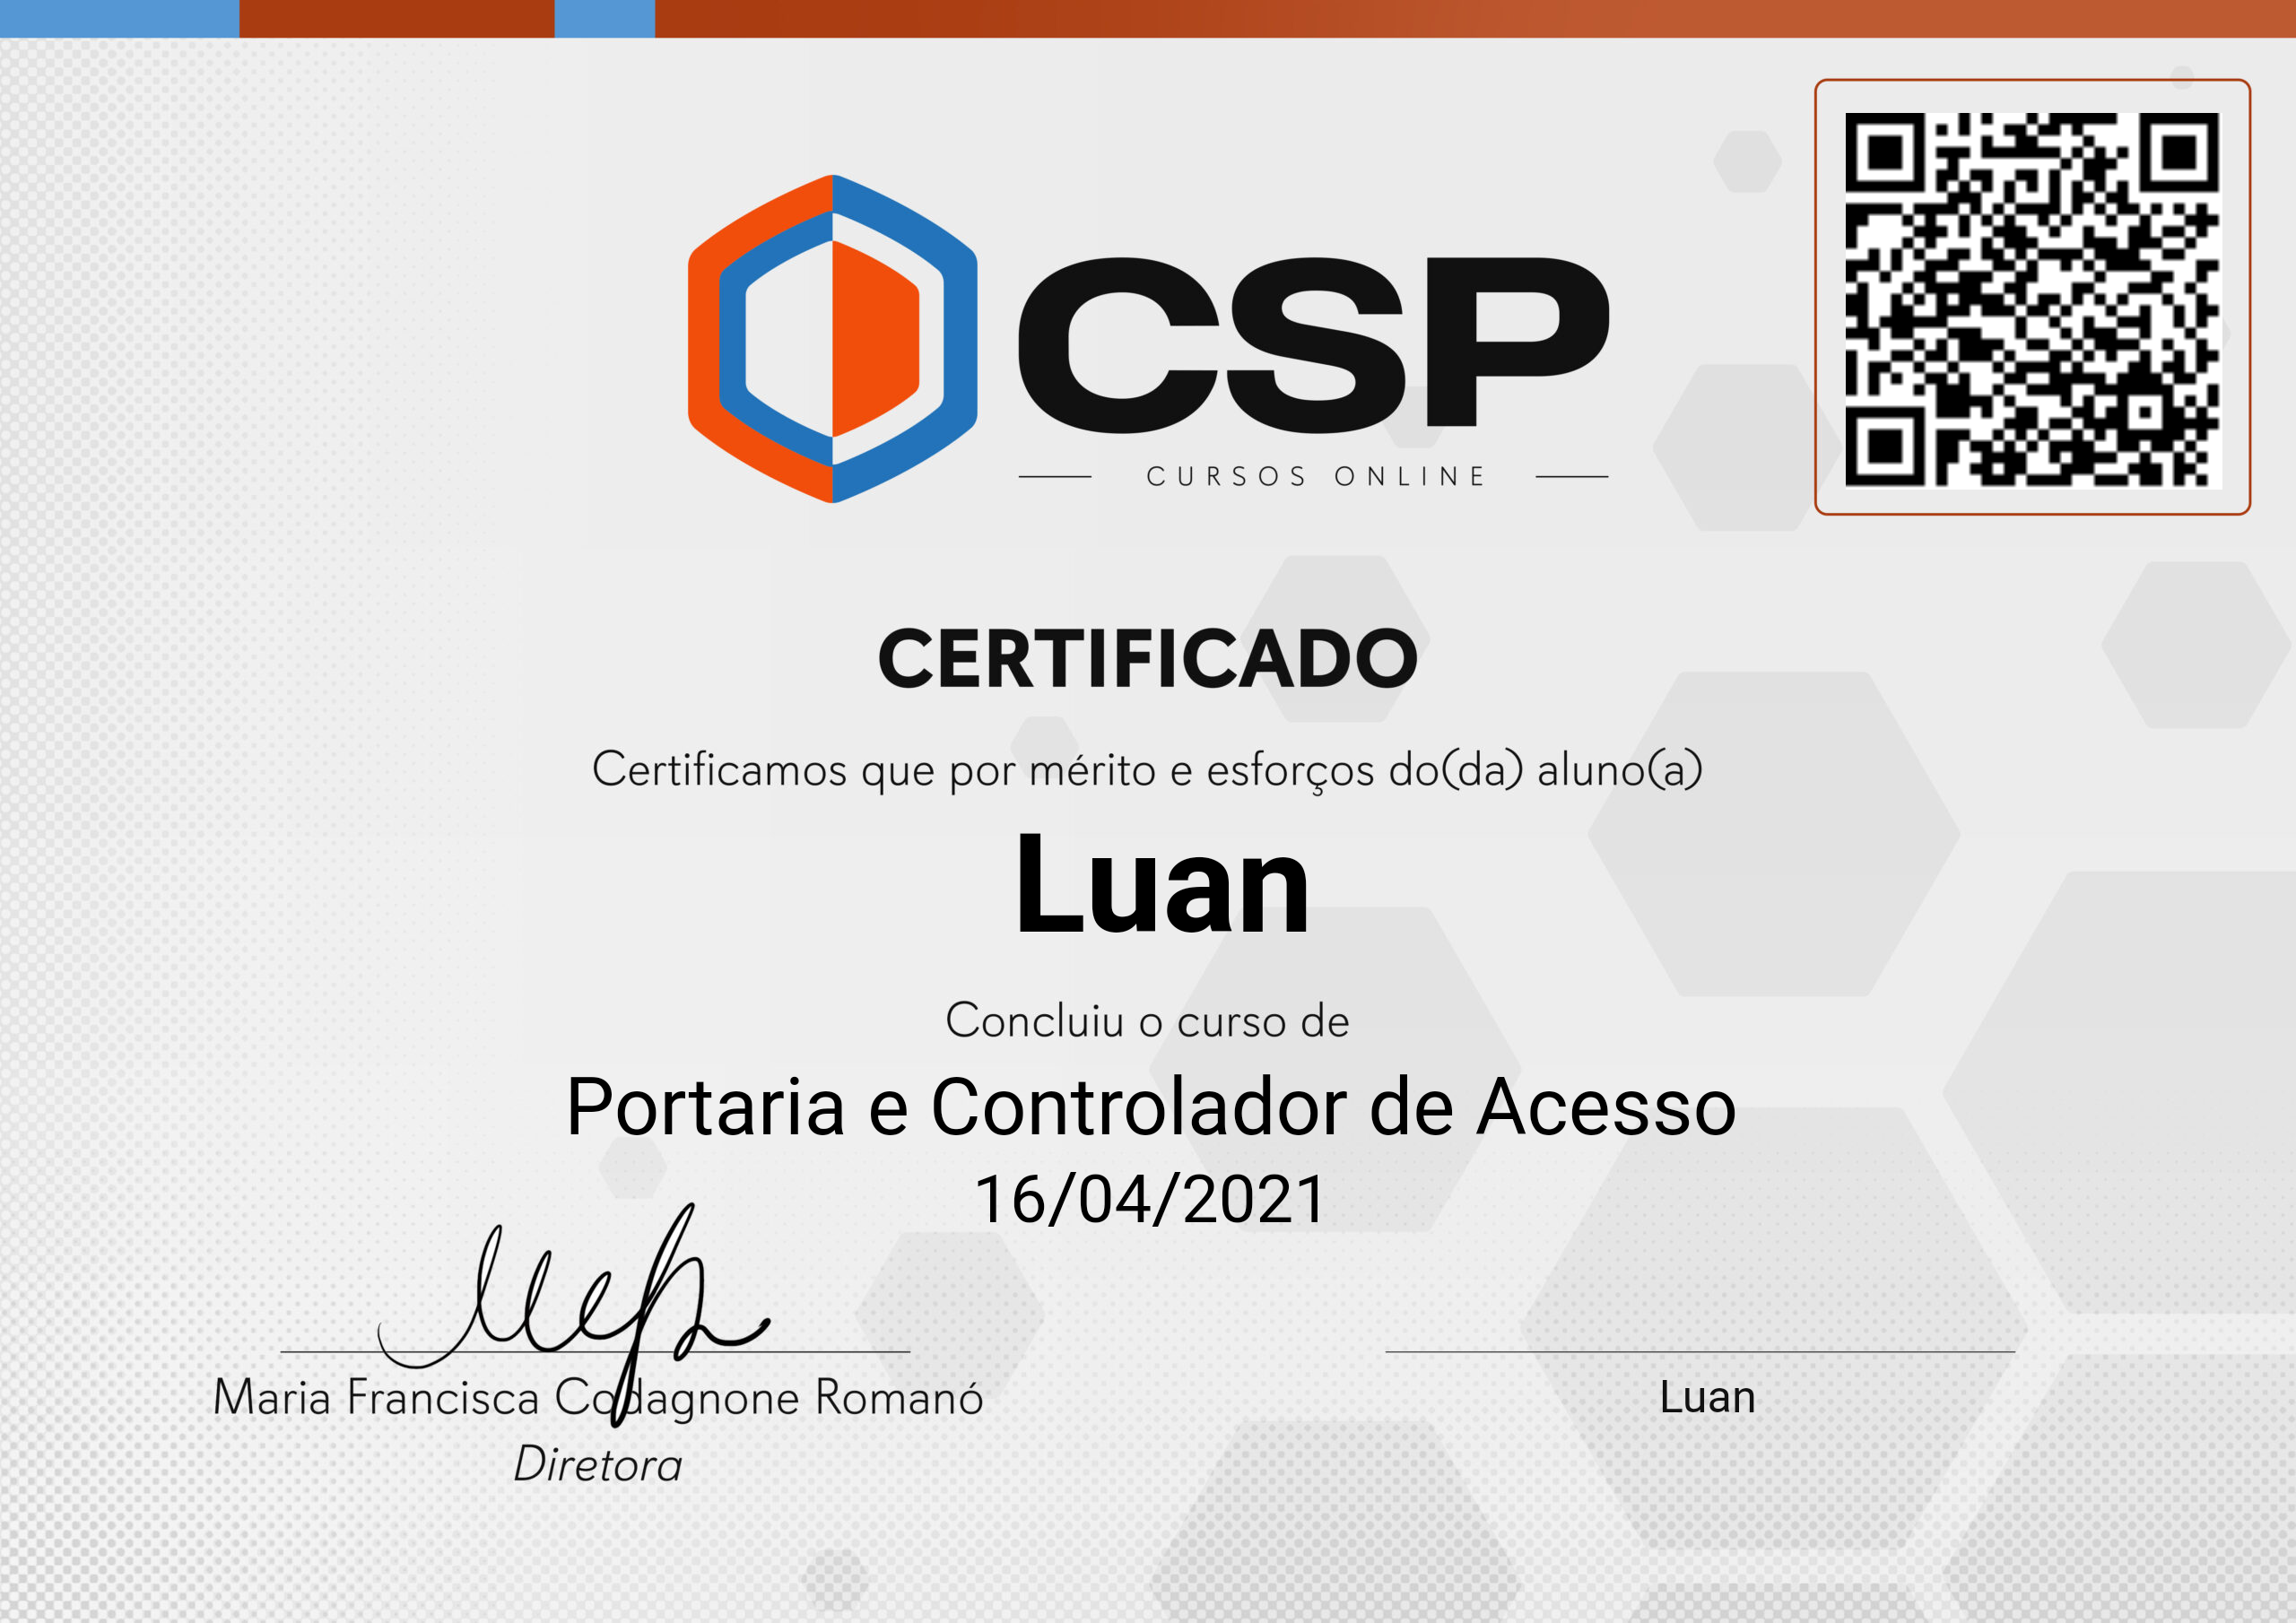 CSP
CURSOS ONLINE
CERTIFICADO
Certificamos que por mérito e esforços do(da) aluno(a)
Luan
Concluiu o curso de
Portaria e Controlador de Acesso
16/04/2021
Maria Francisca Codagnone Romanó
Diretora
Luan